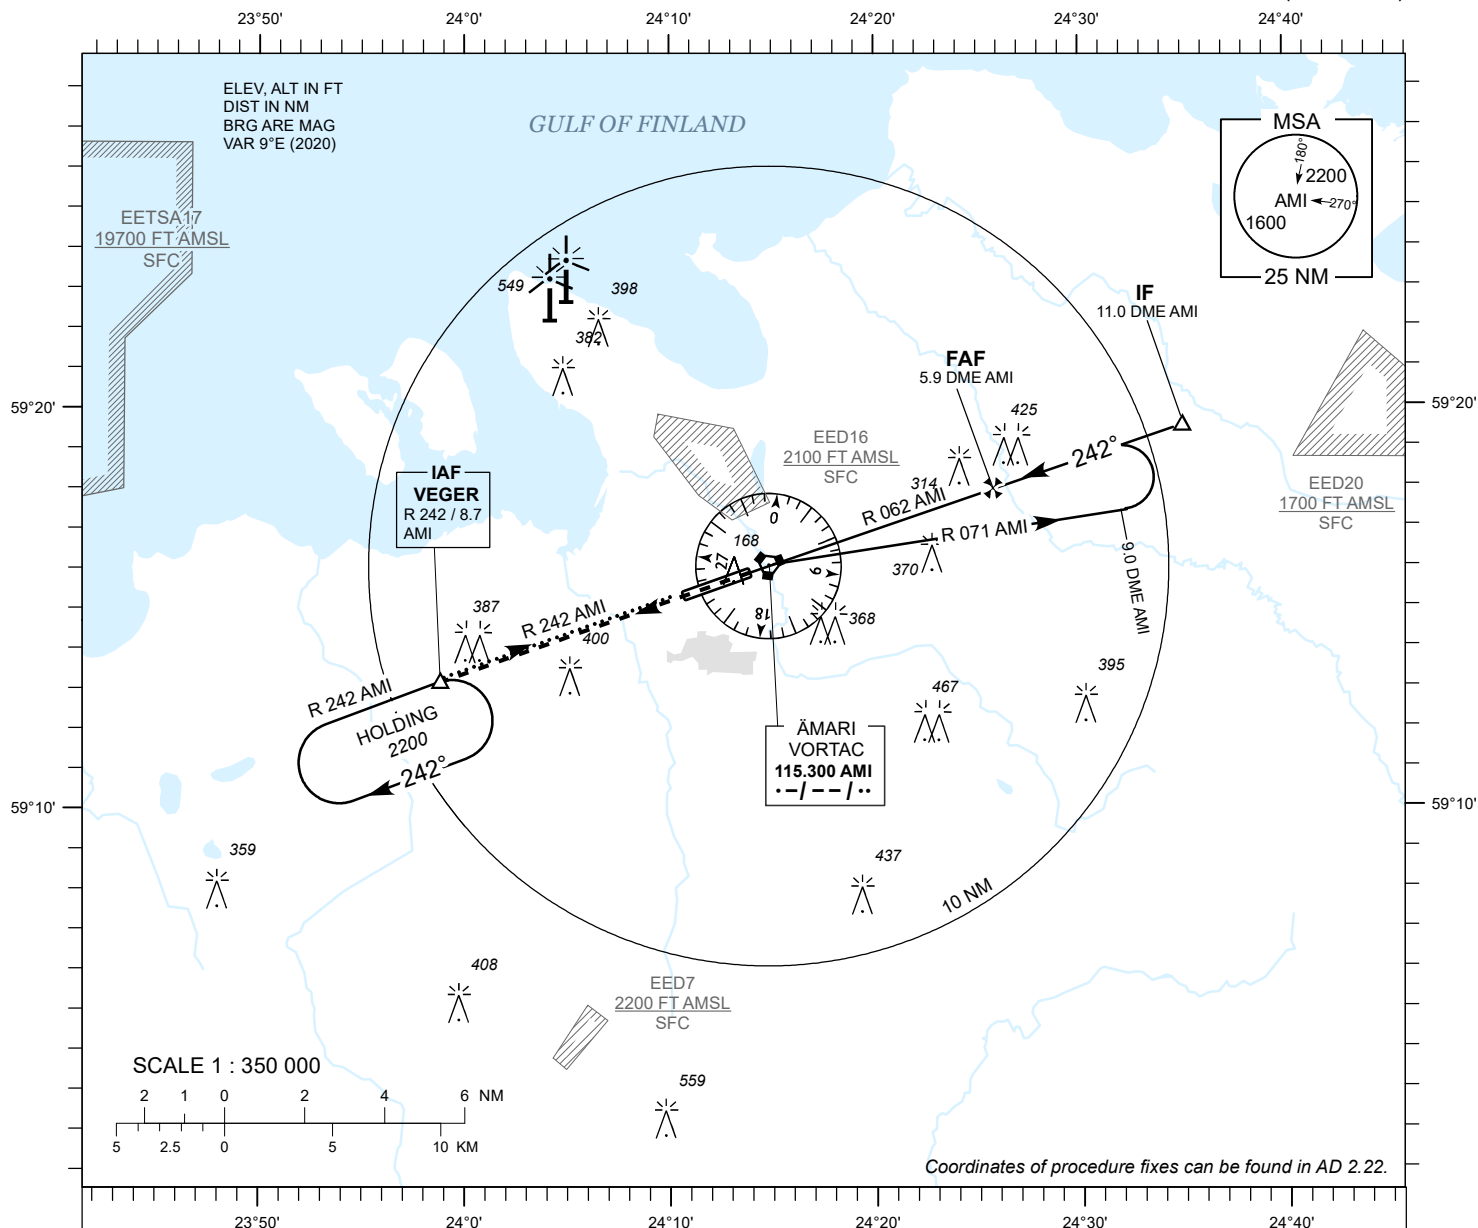 23°50'
24°0'
24°10'
24°20'
24°30'
24°40'
ELEV, ALT IN FT
DIST IN NM
BRG ARE MAG
VAR 9°E (2020)
GULF OF FINLAND
MSA
180°
2200
AMI
270°
1600
25 NM
EETSA17
19700 FT AMSL
SFC
549
398
382
IF
11.0 DME AMI
FAF
5.9 DME AMI
59°20'
59°20'
425
EED16
2100 FT AMSL
SFC
314
242°
IAF
VEGER
R 242 / 8.7
AMI
EED20
1700 FT AMSL
SFC
R 062 AMI
R 071 AMI
0
9
18
27
168
370
9.0 DME AMI
387
R 242 AMI
400
368
395
R 242 AMI
HOLDING
2200
242°
467
ÄMARI
VORTAC
115.300 AMI
59°10'
59°10'
359
437
10 NM
408
EED7
2200 FT AMSL
SFC
559
SCALE 1 : 350 000
2 1 0 2 4 6 NM
5 2.5 0 5 10 KM
Coordinates of procedure fixes can be found in AD 2.22.
23°50'
24°0'
24°10'
24°20'
24°30'
24°40'